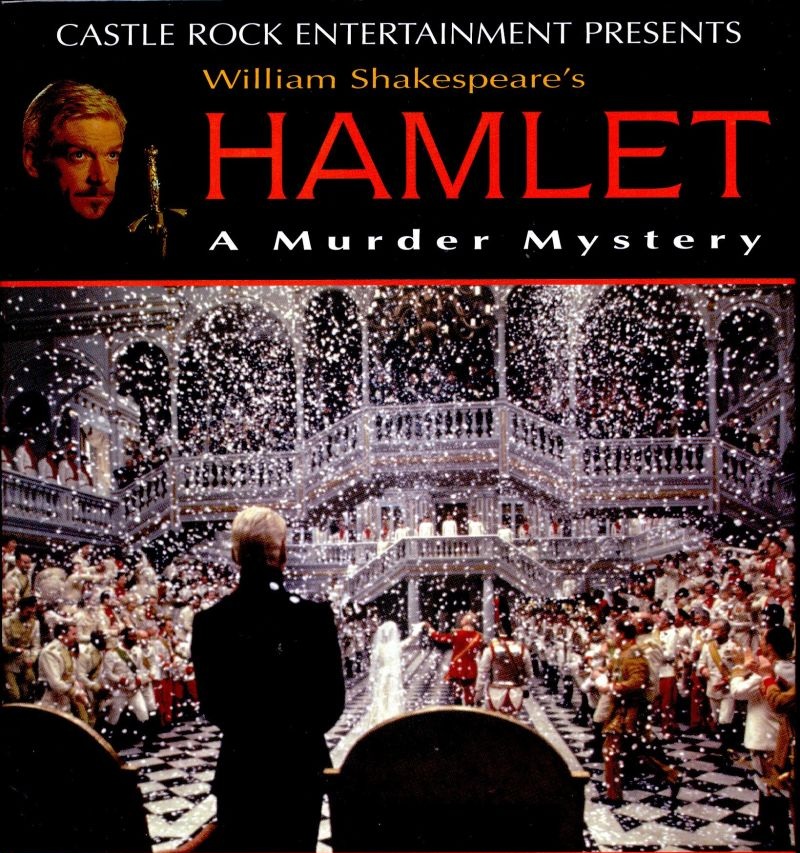 CASTLE ROCK ENTERTAINMENT PRESENTS
William Shakespeare's
HAMLET
A Murder Mystery